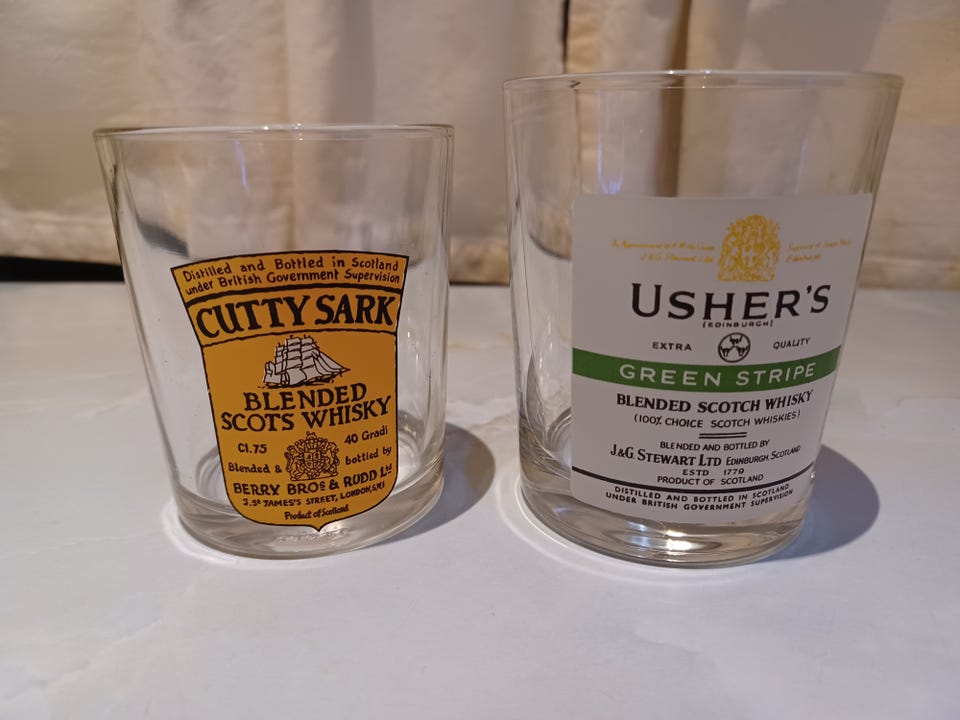 Distilled and Bottled in Scotland
under British Government Supervision
CUTTY SARK
BLENDED
SCOTS WHISKY
Cl.75
40 Gradi
Blended &
bottled by
BERRY BROS & RUDD LTD
3, ST JAMES'S STREET, LONDON, S.W.1
Product of Scotland
J&G Stewart Ltd
Edinburgh
USHER'S
(EDINBURGH)
EXTRA
QUALITY
GREEN STRIPE
BLENDED SCOTCH WHISKY
(100% CHOICE SCOTCH WHISKIES)
BLENDED AND BOTTLED BY
J.&G. STEWART LTD EDINBURGH, SCOTLAND
ESTD 1779
PRODUCT OF SCOTLAND
DISTILLED AND BOTTLED IN SCOTLAND
UNDER BRITISH GOVERNMENT SUPERVISION